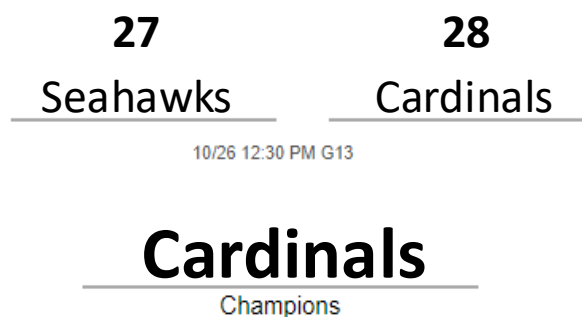 27 28
Seahawks Cardinals
10/26 12:30 PM G13
Cardinals
Champions